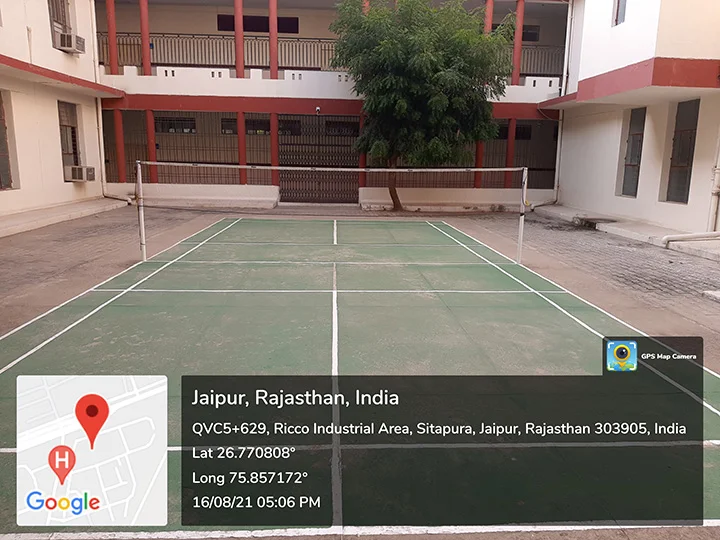 GPS Map Camera
Jaipur, Rajasthan, India
QVC5+629, Ricco Industrial Area, Sitapura, Jaipur, Rajasthan 303905, India
Lat 26.770808°
Long 75.857172°
16/08/21 05:06 PM
H
Google